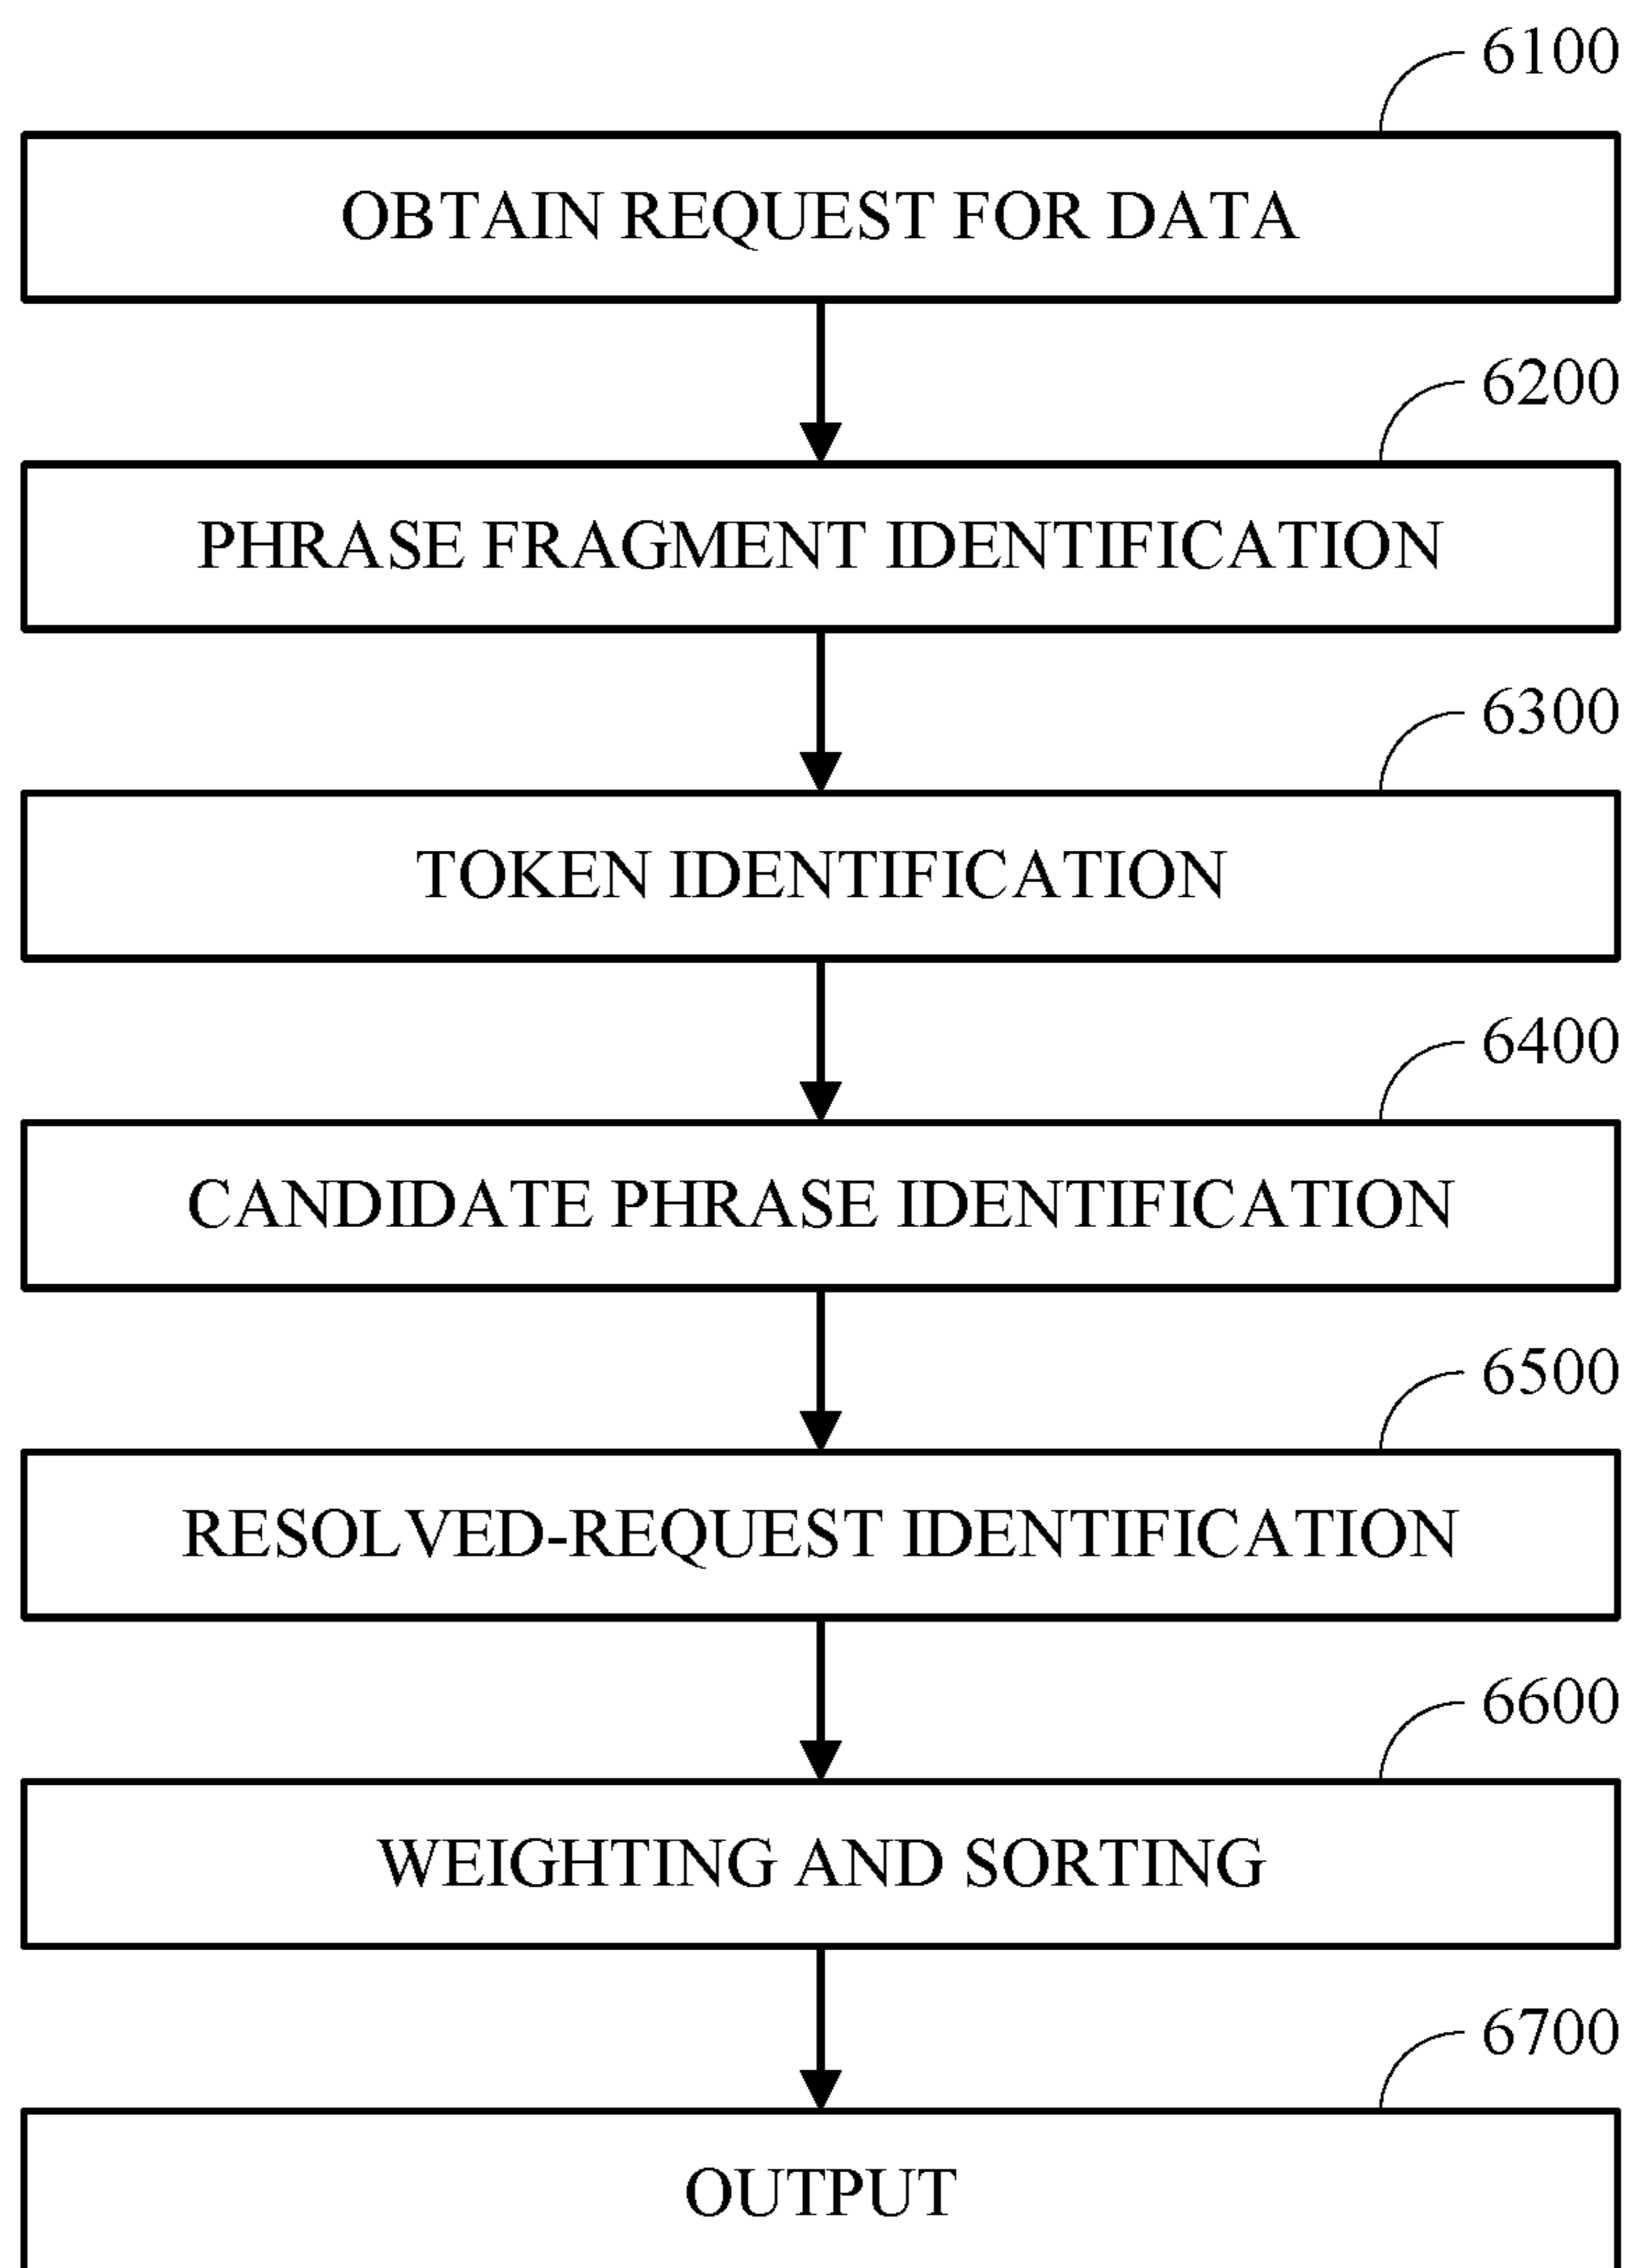 6100
OBTAIN REQUEST FOR DATA
6200
PHRASE FRAGMENT IDENTIFICATION
6300
TOKEN IDENTIFICATION
6400
CANDIDATE PHRASE IDENTIFICATION
6500
RESOLVED-REQUEST IDENTIFICATION
6600
WEIGHTING AND SORTING
6700
OUTPUT